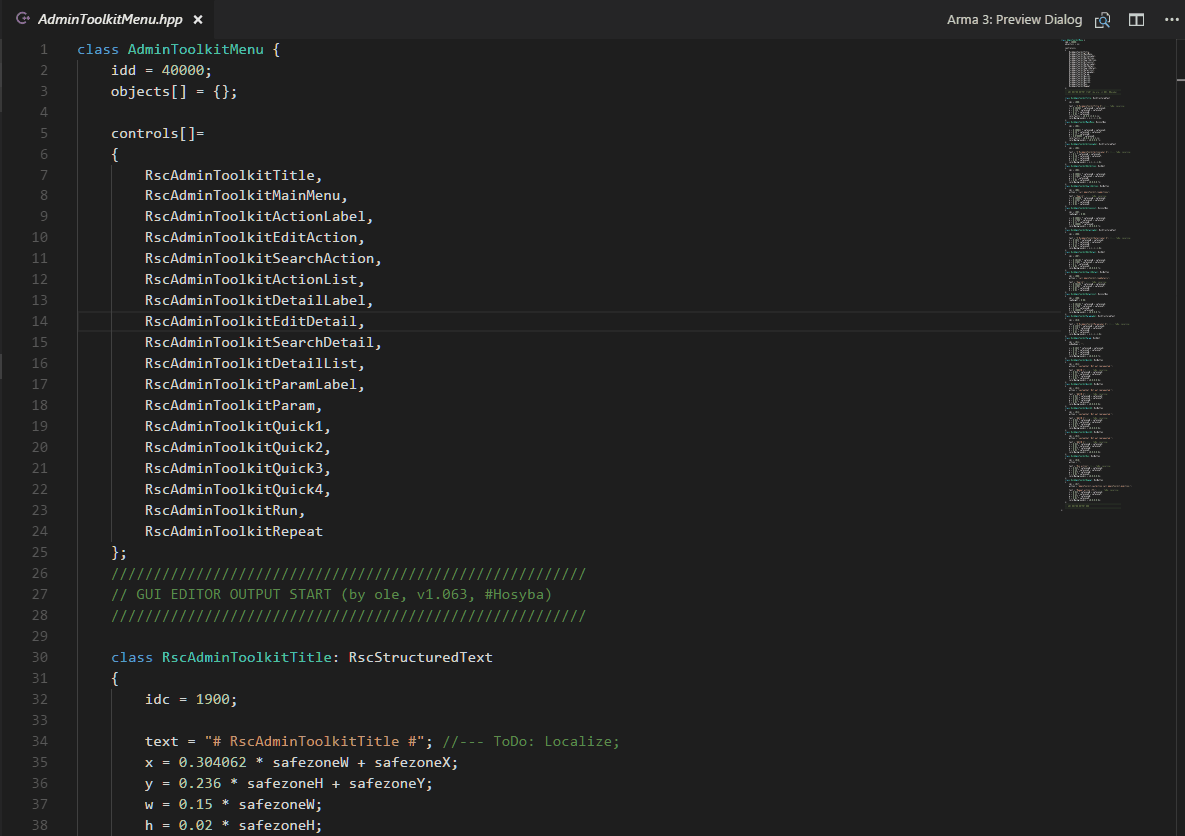 AdminToolkitMenu.hpp ×
Arma 3: Preview Dialog
1 class AdminToolkitMenu {
2 idd = 40000;
3 objects[] = {};
4
5 controls[]=
6 {
7 RscAdminToolkitTitle,
8 RscAdminToolkitMainMenu,
9 RscAdminToolkitActionLabel,
10 RscAdminToolkitEditAction,
11 RscAdminToolkitSearchAction,
12 RscAdminToolkitActionList,
13 RscAdminToolkitDetailLabel,
14 RscAdminToolkitEditDetail,
15 RscAdminToolkitSearchDetail,
16 RscAdminToolkitDetailList,
17 RscAdminToolkitParamLabel,
18 RscAdminToolkitParam,
19 RscAdminToolkitQuick1,
20 RscAdminToolkitQuick2,
21 RscAdminToolkitQuick3,
22 RscAdminToolkitQuick4,
23 RscAdminToolkitRun,
24 RscAdminToolkitRepeat
25 };
26 ////////////////////////////////////////////////////////
27 // GUI EDITOR OUTPUT START (by ole, v1.063, #Hosyba)
28 ////////////////////////////////////////////////////////
29
30 class RscAdminToolkitTitle: RscStructuredText
31 {
32 idc = 1900;
33
34 text = "# RscAdminToolkitTitle #"; //--- ToDo: Localize;
35 x = 0.304062 * safezoneW + safezoneX;
36 y = 0.236 * safezoneH + safezoneY;
37 w = 0.15 * safezoneW;
38 h = 0.02 * safezoneH;